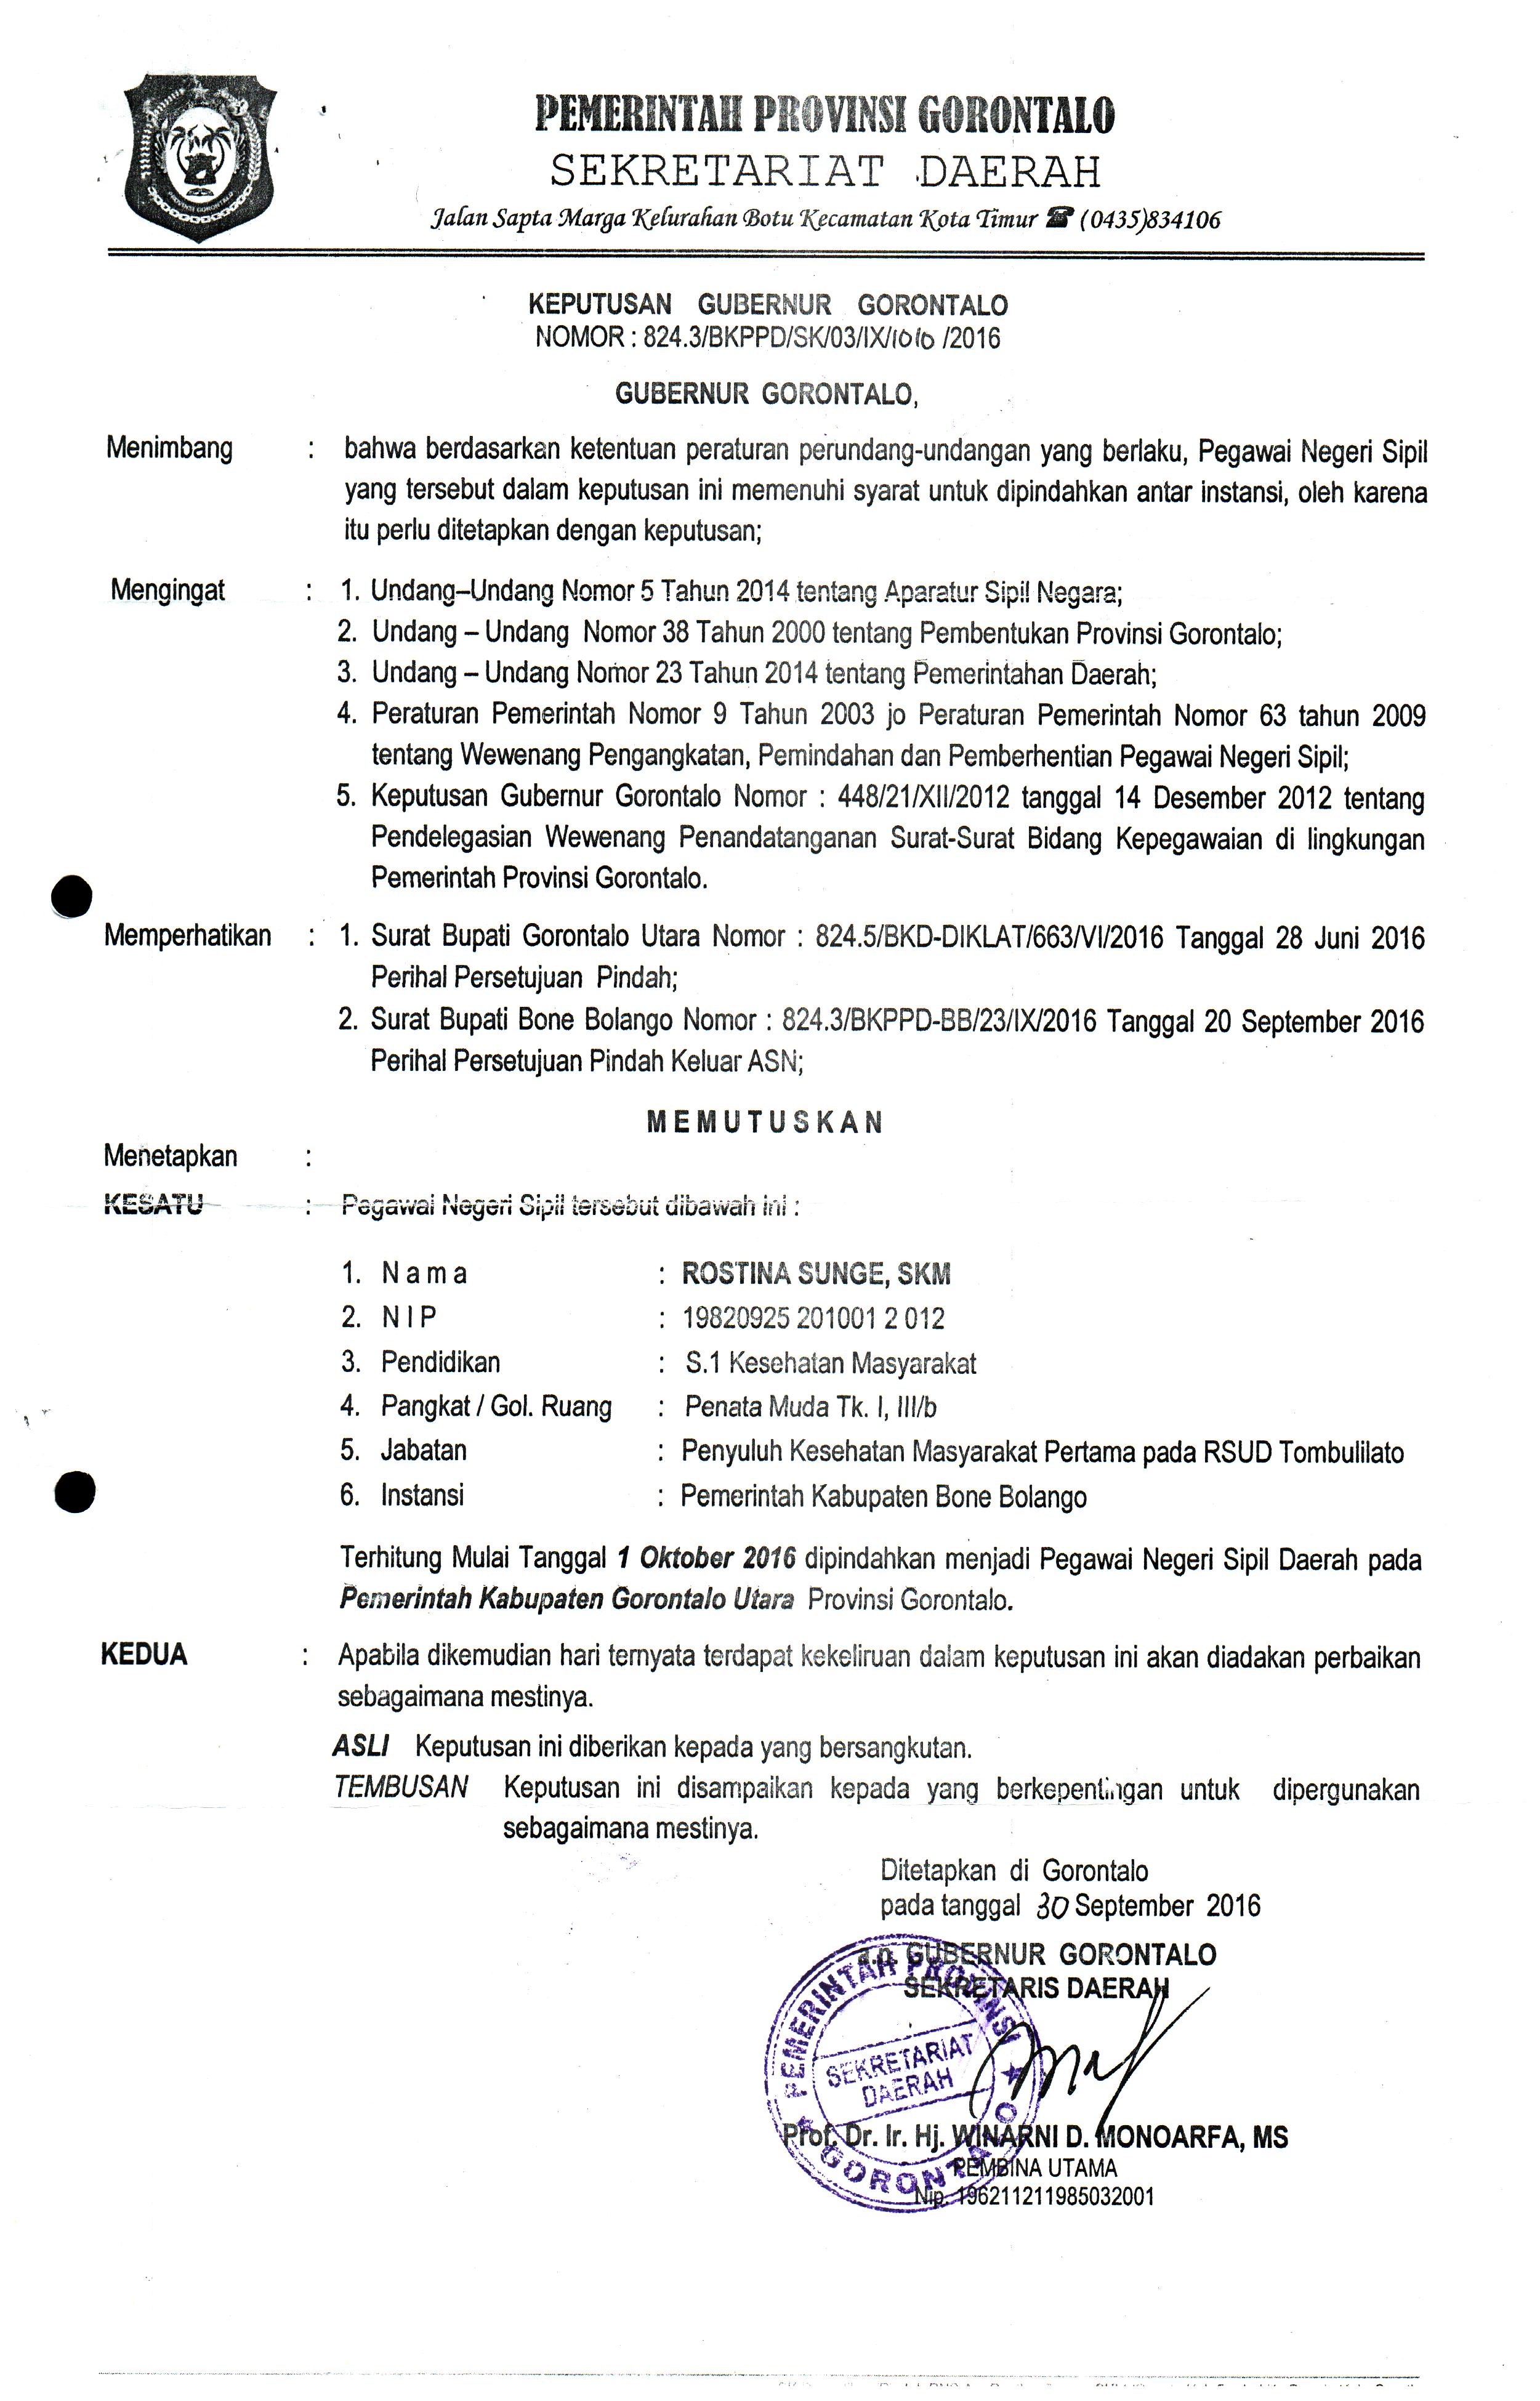 PEMERINTAH PROVINSI GORONTALO
SEKRETARIAT DAERAH
Jalan Sapta Marga Kelurahan Botu Kecamatan Kota Timur ☎ (0435)834106
PROVINSI GORONTALO
KEPUTUSAN GUBERNUR GORONTALO
NOMOR : 824.3/BKPPD/SK/03/IX/1010 /2016
GUBERNUR GORONTALO,
Menimbang : bahwa berdasarkan ketentuan peraturan perundang-undangan yang berlaku, Pegawai Negeri Sipil
yang tersebut dalam keputusan ini memenuhi syarat untuk dipindahkan antar instansi, oleh karena
itu perlu ditetapkan dengan keputusan;
Mengingat : 1. Undang–Undang Nomor 5 Tahun 2014 tentang Aparatur Sipil Negara;
2. Undang – Undang Nomor 38 Tahun 2000 tentang Pembentukan Provinsi Gorontalo;
3. Undang – Undang Nomor 23 Tahun 2014 tentang Pemerintahan Daerah;
4. Peraturan Pemerintah Nomor 9 Tahun 2003 jo Peraturan Pemerintah Nomor 63 tahun 2009
tentang Wewenang Pengangkatan, Pemindahan dan Pemberhentian Pegawai Negeri Sipil;
5. Keputusan Gubernur Gorontalo Nomor : 448/21/XII/2012 tanggal 14 Desember 2012 tentang
Pendelegasian Wewenang Penandatanganan Surat-Surat Bidang Kepegawaian di lingkungan
Pemerintah Provinsi Gorontalo.
Memperhatikan : 1. Surat Bupati Gorontalo Utara Nomor : 824.5/BKD-DIKLAT/663/VI/2016 Tanggal 28 Juni 2016
Perihal Persetujuan Pindah;
2. Surat Bupati Bone Bolango Nomor : 824.3/BKPPD-BB/23/IX/2016 Tanggal 20 September 2016
Perihal Persetujuan Pindah Keluar ASN;
M E M U T U S K A N
Menetapkan :
KESATU : Pegawai Negeri Sipil tersebut dibawah ini :
1. N a m a : ROSTINA SUNGE, SKM
2. N I P : 19820925 201001 2 012
3. Pendidikan : S.1 Kesehatan Masyarakat
4. Pangkat / Gol. Ruang : Penata Muda Tk. I, III/b
5. Jabatan : Penyuluh Kesehatan Masyarakat Pertama pada RSUD Tombulilato
6. Instansi : Pemerintah Kabupaten Bone Bolango
Terhitung Mulai Tanggal 1 Oktober 2016 dipindahkan menjadi Pegawai Negeri Sipil Daerah pada
Pemerintah Kabupaten Gorontalo Utara Provinsi Gorontalo.
KEDUA : Apabila dikemudian hari ternyata terdapat kekeliruan dalam keputusan ini akan diadakan perbaikan
sebagaimana mestinya.
ASLI Keputusan ini diberikan kepada yang bersangkutan.
TEMBUSAN Keputusan ini disampaikan kepada yang berkepentingan untuk dipergunakan
sebagaimana mestinya.
Ditetapkan di Gorontalo
pada tanggal 30 September 2016
a.n. GUBERNUR GORONTALO
SEKRETARIS DAERAH
PEMERINTAH PROVINSI
SEKRETARIAT
DAERAH
GORONTALO
Prof. Dr. Ir. Hj. WINARNI D. MONOARFA, MS
PEMBINA UTAMA
Nip. 196211211985032001